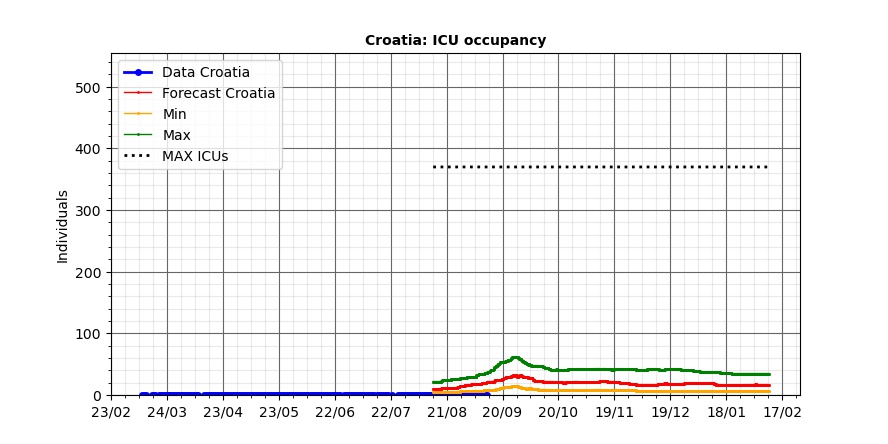 Croatia: ICU occupancy
Data Croatia
Forecast Croatia
Min
Max
MAX ICUs
Individuals
500
400
300
200
100
0
23/02 24/03 23/04 23/05 22/06 22/07 21/08 20/09 20/10 19/11 19/12 18/01 17/02